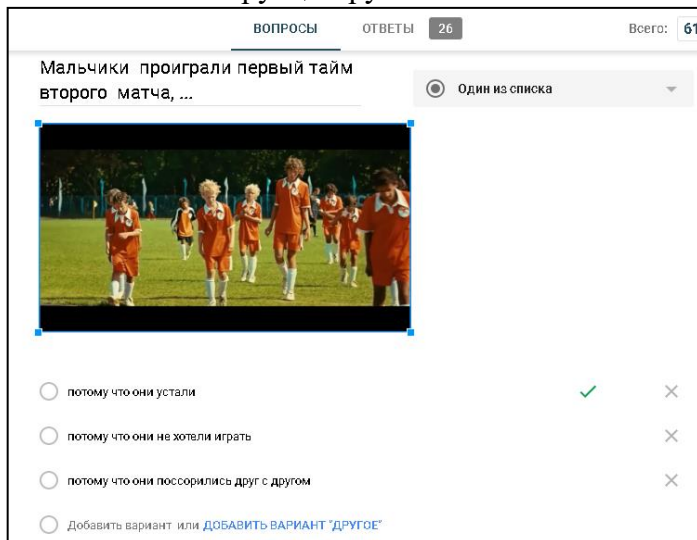 ВОПРОСЫ ОТВЕТЫ 26 Всего: 61
Мальчики проиграли первый тайм
второго матча, ...
Один из списка
потому что они устали
потому что они не хотели играть
потому что они поссорились друг с другом
Добавить вариант или ДОБАВИТЬ ВАРИАНТ "ДРУГОЕ"